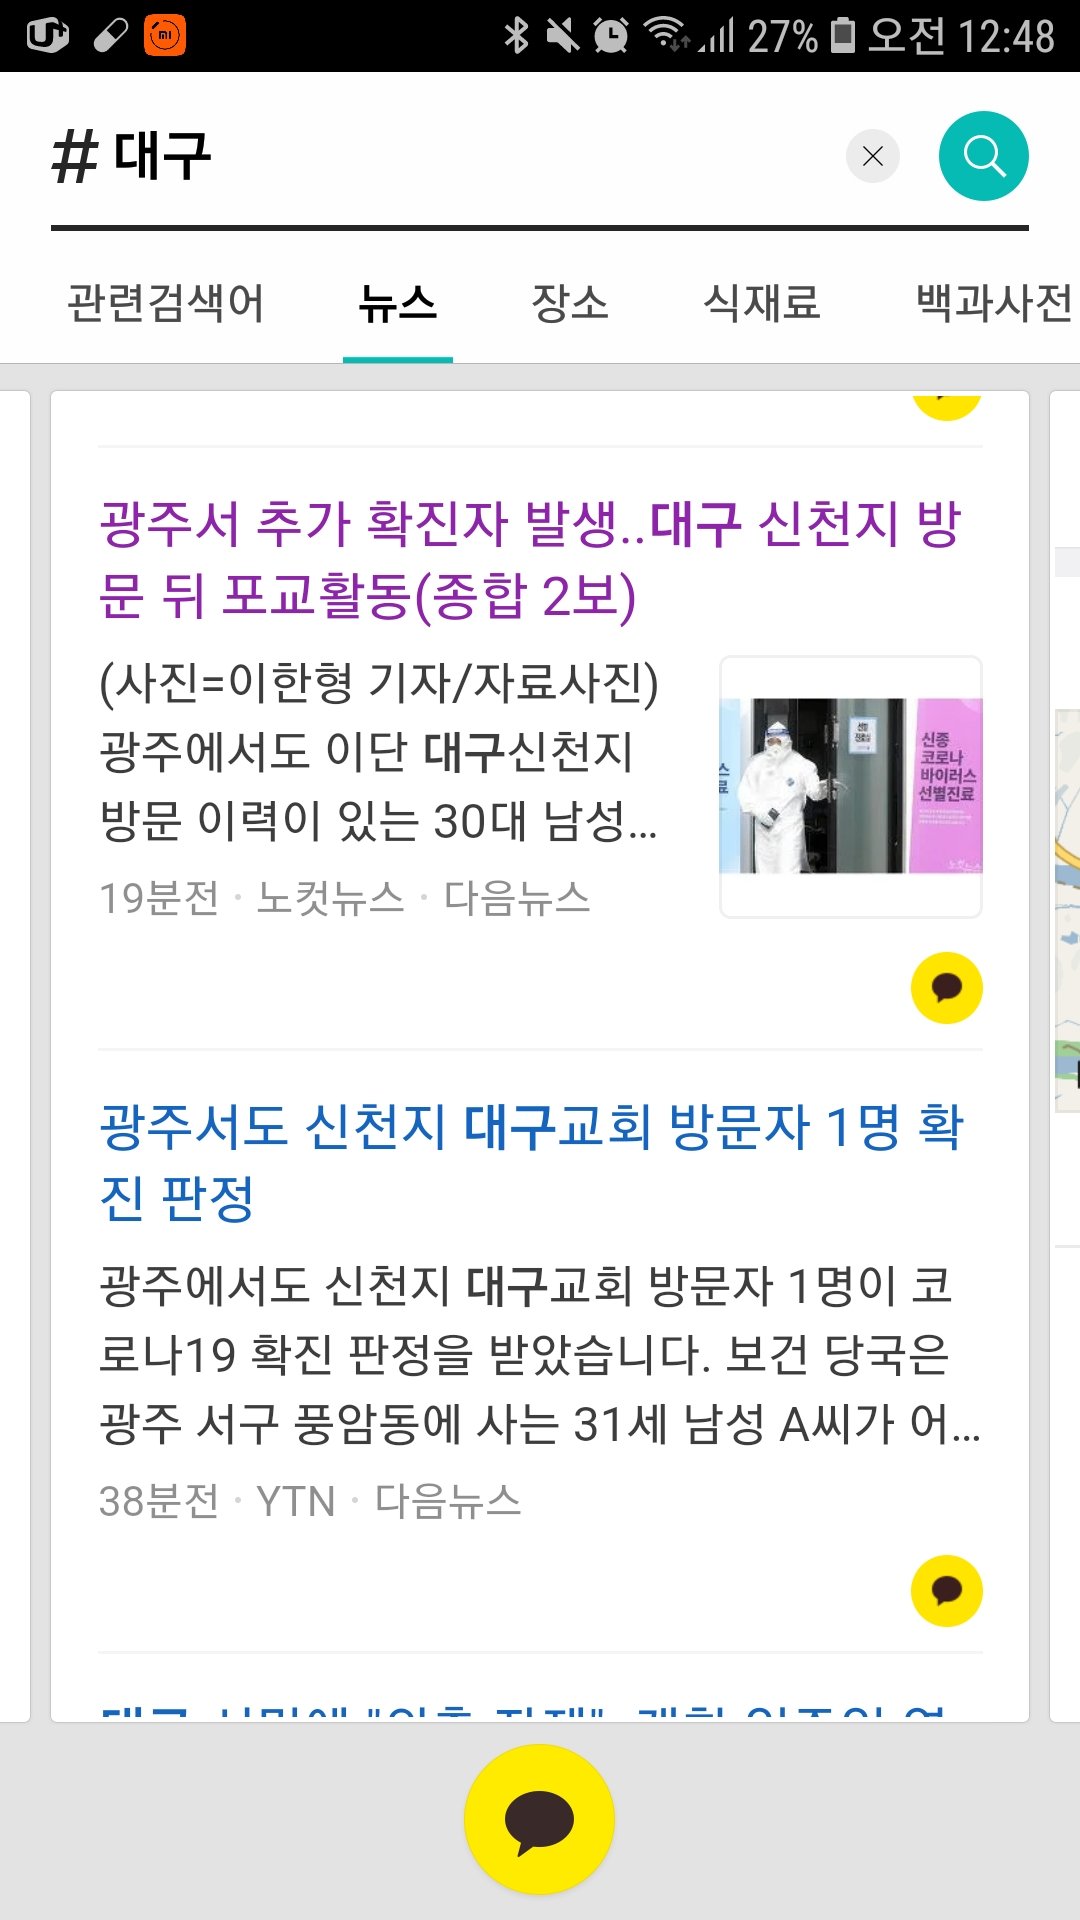 27% 오전 12:48
#대구
관련검색어 뉴스 장소 식재료 백과사전
광주서 추가 확진자 발생..대구 신천지 방
문 뒤 포교활동(종합 2보)
(사진=이한형 기자/자료사진)
광주에서도 이단 대구신천지
방문 이력이 있는 30대 남성...
신종
코로나
바이러스
선별진료
19분전 · 노컷뉴스 · 다음뉴스
광주서도 신천지 대구교회 방문자 1명 확
진 판정
광주에서도 신천지 대구교회 방문자 1명이 코
로나19 확진 판정을 받았습니다. 보건 당국은
광주 서구 풍암동에 사는 31세 남성 A씨가 어...
38분전 · YTN · 다음뉴스